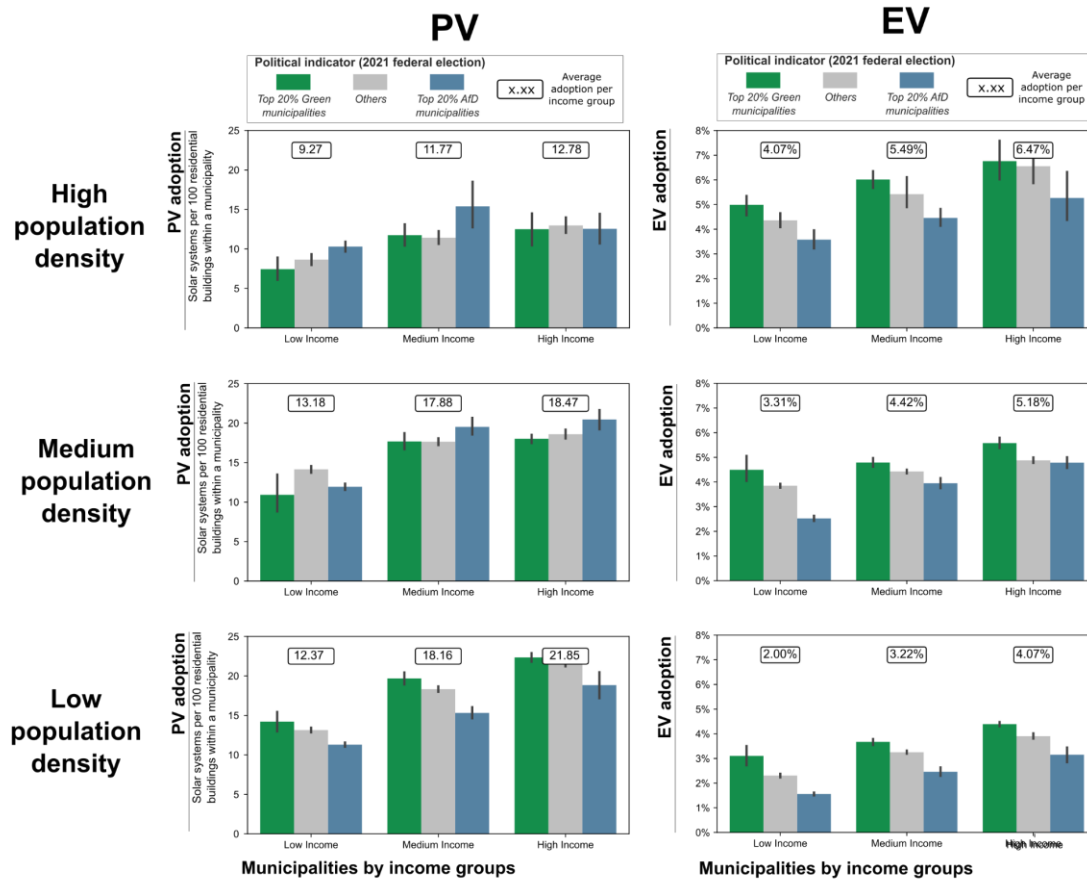 PV
EV
Political indicator (2021 federal election)
Top 20% Green
municipalities
Others
Top 20% AfD
municipalities
x.xx
Average
adoption per
income group
Political indicator (2021 federal election)
Top 20% Green
municipalities
Others
Top 20% AfD
municipalities
x.xx
Average
adoption per
income group
High
population
density
PV adoption
Solar systems per 100 residential
buildings within a municipality
25
20
15
10
5
0
9.27
11.77
12.78
Low Income
Medium Income
High Income
EV adoption
8%
7%
6%
5%
4%
3%
2%
1%
0%
4.07%
5.49%
6.47%
Low Income
Medium Income
High Income
Medium
population
density
PV adoption
Solar systems per 100 residential
buildings within a municipality
25
20
15
10
5
0
13.18
17.88
18.47
Low Income
Medium Income
High Income
EV adoption
8%
7%
6%
5%
4%
3%
2%
1%
0%
3.31%
4.42%
5.18%
Low Income
Medium Income
High Income
Low
population
density
PV adoption
Solar systems per 100 residential
buildings within a municipality
25
20
15
10
5
0
12.37
18.16
21.85
Low Income
Medium Income
High Income
EV adoption
8%
7%
6%
5%
4%
3%
2%
1%
0%
2.00%
3.22%
4.07%
Low Income
Medium Income
High Income
Municipalities by income groups
Municipalities by income groups